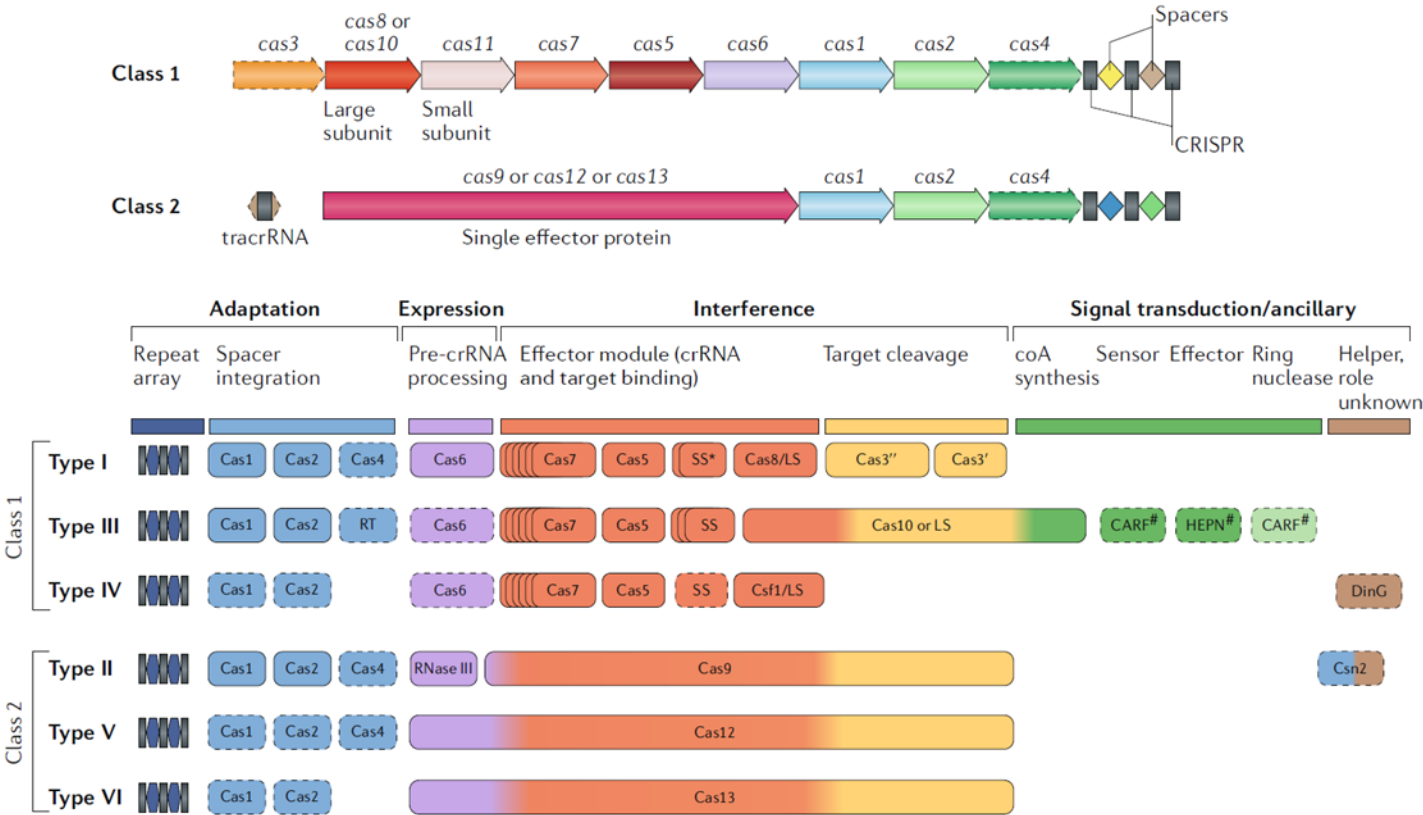 cas8 or
cas3 cas10 cas11 cas7 cas5 cas6 cas1 cas2 cas4
Spacers
Class 1
Large
subunit
Small
subunit
CRISPR
cas9 or cas12 or cas13 cas1 cas2 cas4
Class 2
tracrRNA
Single effector protein
Adaptation Expression Interference Signal transduction/ancillary
Repeat
array
Spacer
integration
Pre-crRNA
processing
Effector module (crRNA
and target binding)
Target cleavage
coA
synthesis
Sensor
Effector
Ring
nuclease
Helper,
role
unknown
Class 1
Type I Cas1 Cas2 Cas4 Cas6 Cas7 Cas5 SS* Cas8/LS Cas3′′ Cas3′
Type III Cas1 Cas2 RT Cas6 Cas7 Cas5 SS Cas10 or LS CARF# HEPN# CARF#
Type IV Cas1 Cas2 Cas6 Cas7 Cas5 SS Csf1/LS DinG
Class 2
Type II Cas1 Cas2 Cas4 RNase III Cas9 Csn2
Type V Cas1 Cas2 Cas4 Cas12
Type VI Cas1 Cas2 Cas13